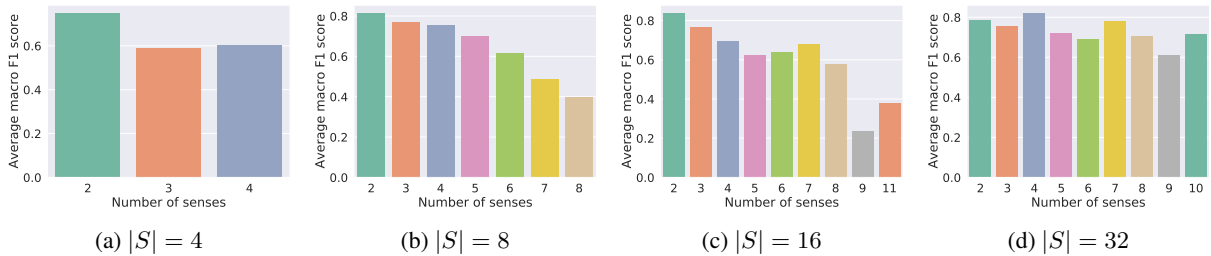 Average macro F1 score
0.6
0.4
0.2
0.0
2 3 4
Number of senses
(a) |S| = 4
Average macro F1 score
0.8
0.6
0.4
0.2
0.0
2 3 4 5 6 7 8
Number of senses
(b) |S| = 8
Average macro F1 score
0.8
0.6
0.4
0.2
0.0
2 3 4 5 6 7 8 9 11
Number of senses
(c) |S| = 16
Average macro F1 score
0.8
0.6
0.4
0.2
0.0
2 3 4 5 6 7 8 9 10
Number of senses
(d) |S| = 32